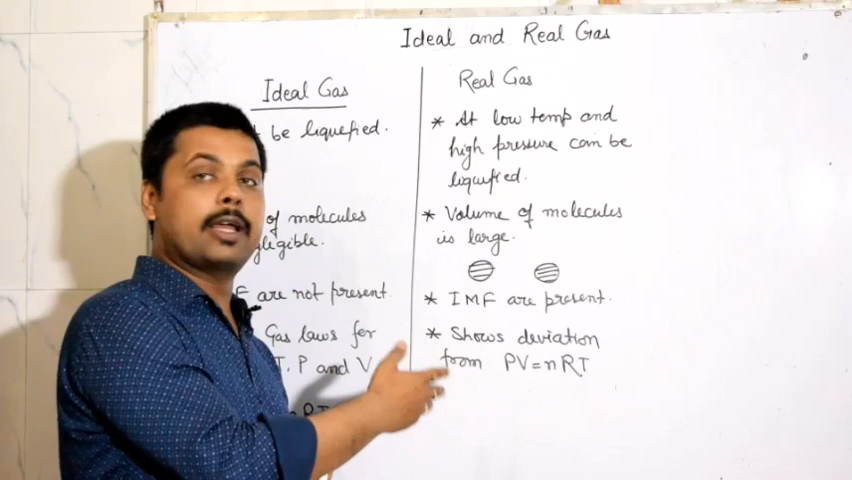 Ideal and Real Gas
Ideal Gas
be liquefied.
of molecules
are not present.
Gas laws for
T, P and V
Real Gas
* At low temp and
high pressure can be
liquified.
* Volume of molecules
is large.
* IMF are present.
* Shows deviation
from PV=nRT